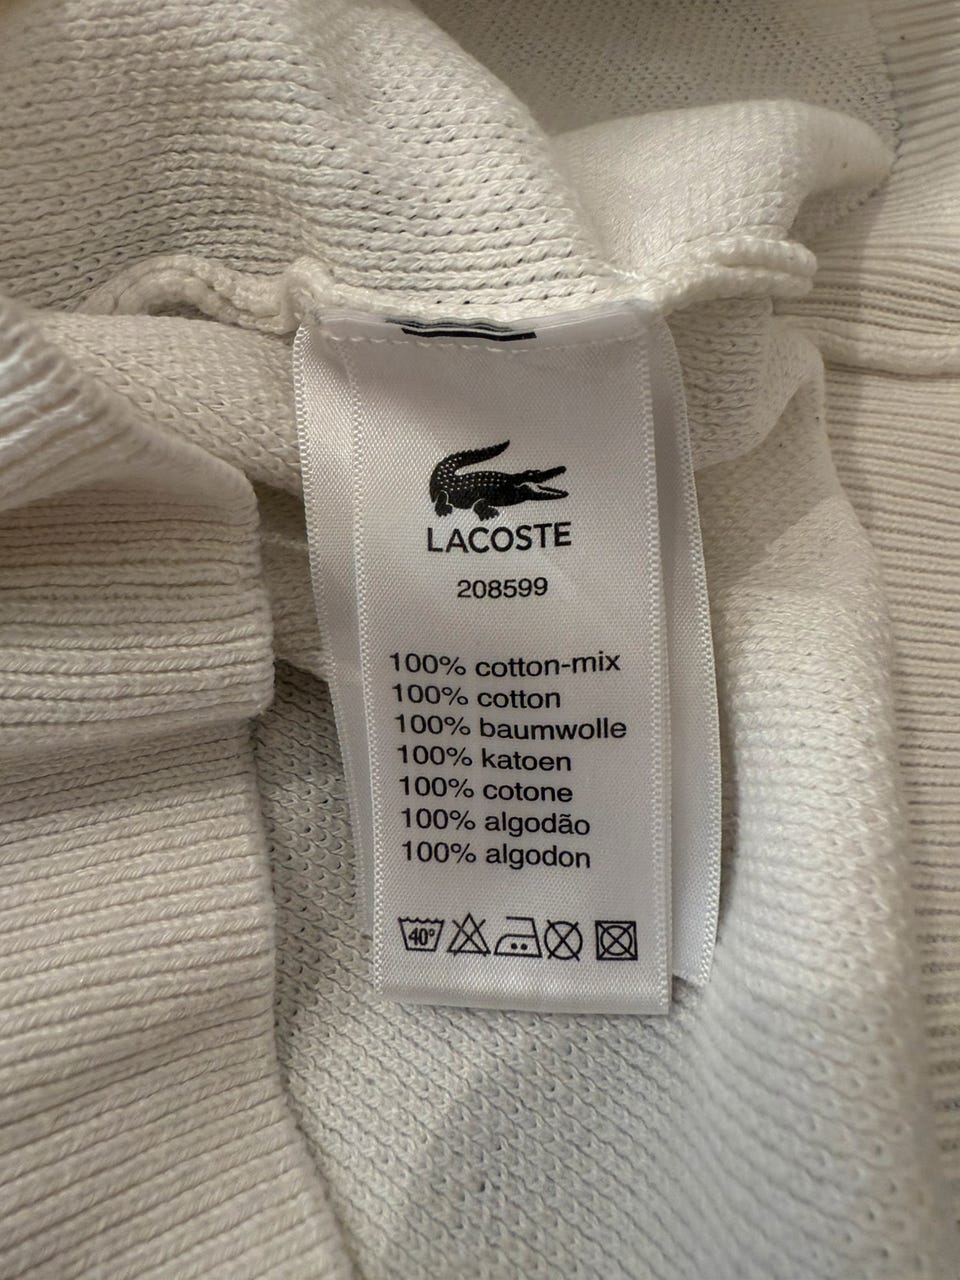 LACOSTE
208599
100% cotton-mix
100% cotton
100% baumwolle
100% katoen
100% cotone
100% algodão
100% algodon
40°